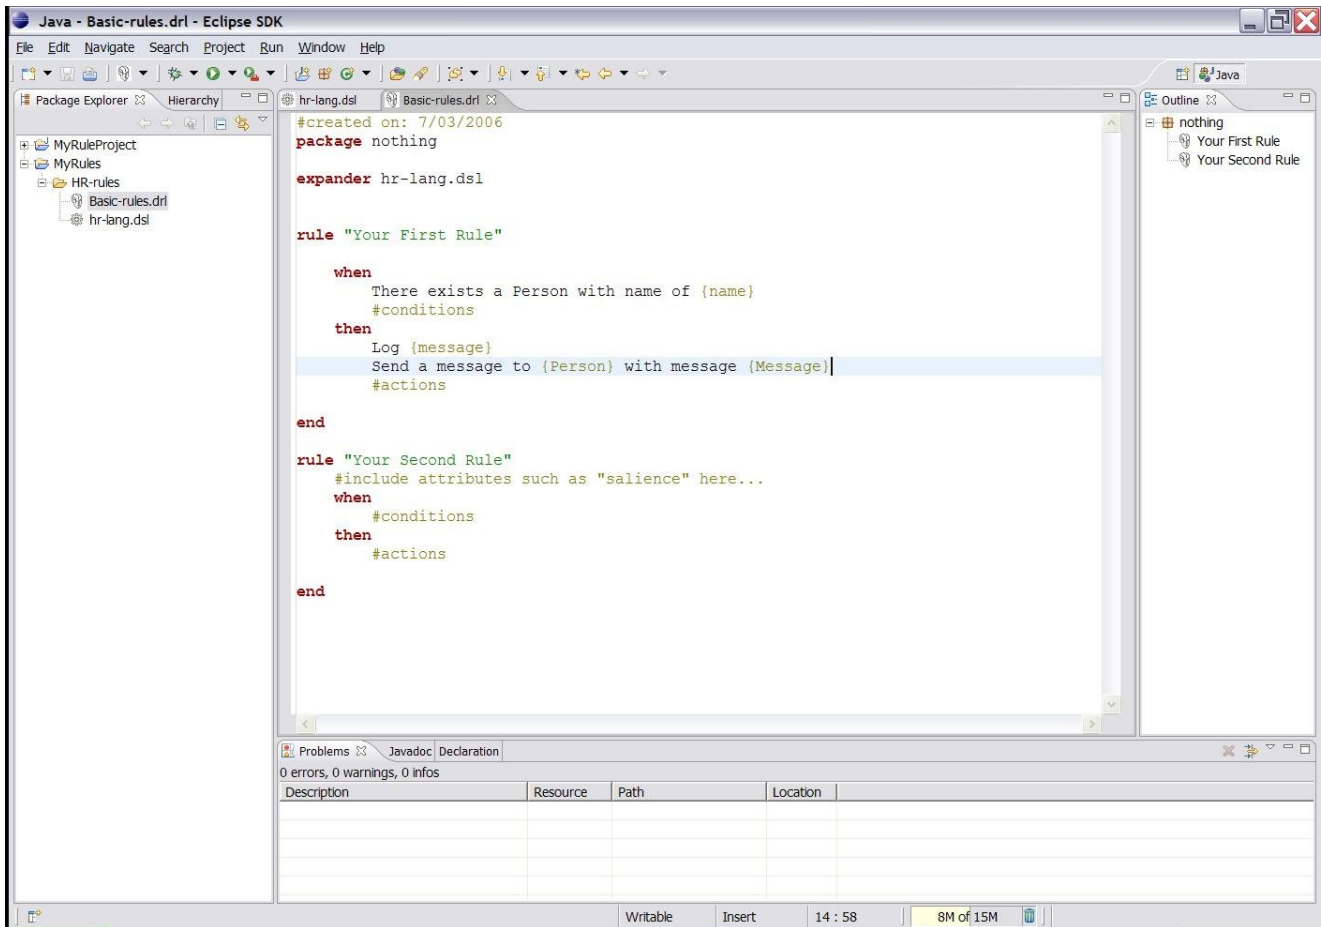 Java - Basic-rules.drl - Eclipse SDK
File Edit Navigate Search Project Run Window Help
Java
Package Explorer Hierarchy
MyRuleProject
MyRules
HR-rules
Basic-rules.drl
hr-lang.dsl
hr-lang.dsl Basic-rules.drl
#created on: 7/03/2006
package nothing
expander hr-lang.dsl
rule "Your First Rule"
when
There exists a Person with name of {name}
#conditions
then
Log {message}
Send a message to {Person} with message {Message}
#actions
end
rule "Your Second Rule"
#include attributes such as "salience" here...
when
#conditions
then
#actions
end
Outline
nothing
Your First Rule
Your Second Rule
Problems Javadoc Declaration
0 errors, 0 warnings, 0 infos
Description Resource Path Location
Writable Insert 14 : 58 8M of 15M